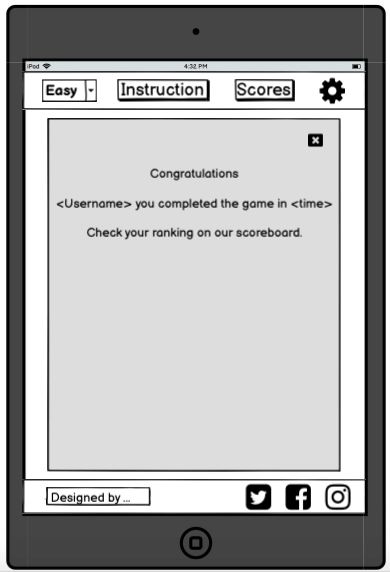 iPod 4:32 PM
Easy Instruction Scores
Congratulations
<Username> you completed the game in <time>
Check your ranking on our scoreboard.
Designed by ...